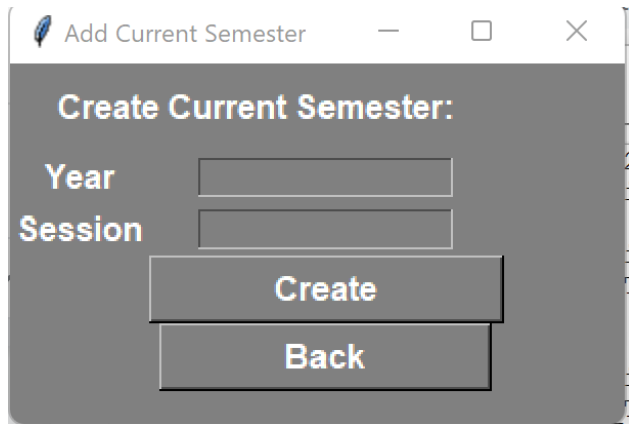 Add Current Semester
Create Current Semester:
Year
Session
Create
Back